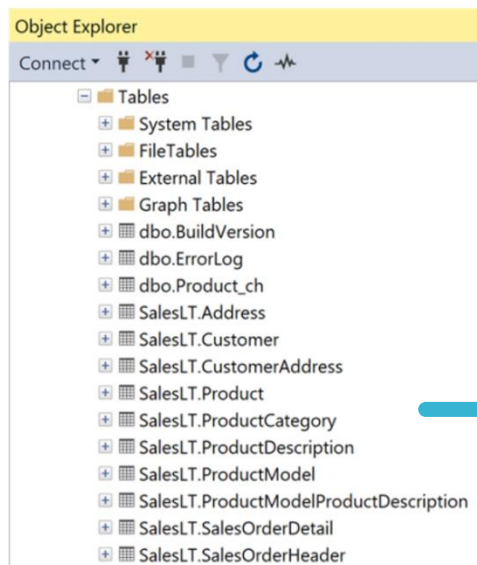 Object Explorer
Connect
Tables
System Tables
FileTables
External Tables
Graph Tables
dbo.BuildVersion
dbo.ErrorLog
dbo.Product_ch
SalesLT.Address
SalesLT.Customer
SalesLT.CustomerAddress
SalesLT.Product
SalesLT.ProductCategory
SalesLT.ProductDescription
SalesLT.ProductModel
SalesLT.ProductModelProductDescription
SalesLT.SalesOrderDetail
SalesLT.SalesOrderHeader